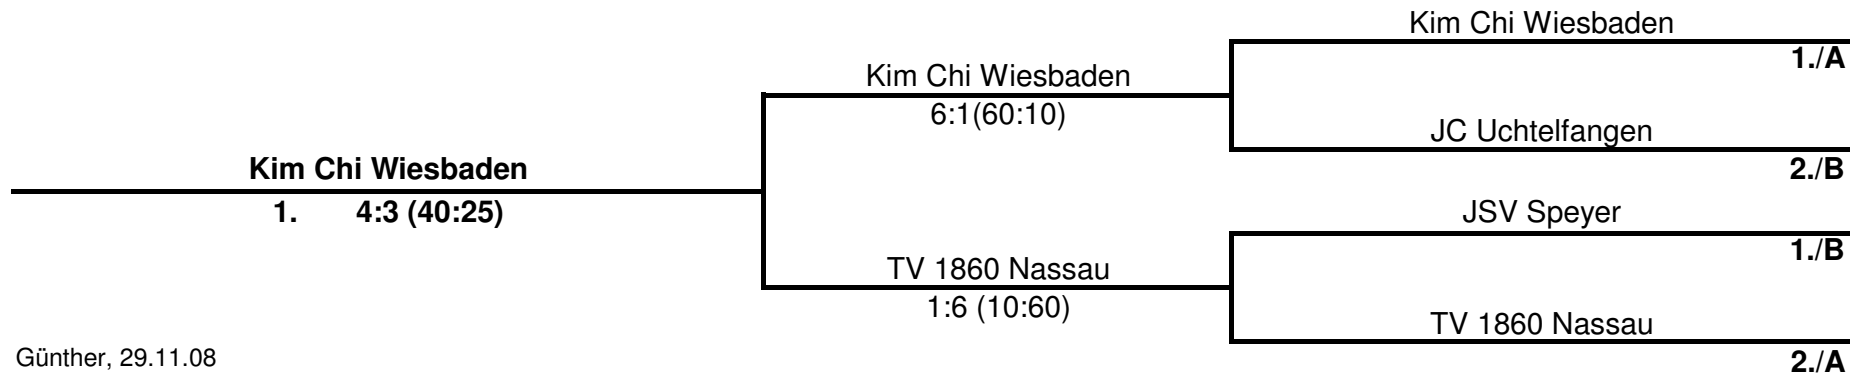 Kim Chi Wiesbaden
1./A
Kim Chi Wiesbaden
6:1(60:10)
JC Uchtelfangen
2./B
Kim Chi Wiesbaden
1. 4:3 (40:25)
JSV Speyer
1./B
TV 1860 Nassau
1:6 (10:60)
TV 1860 Nassau
2./A
Günther, 29.11.08